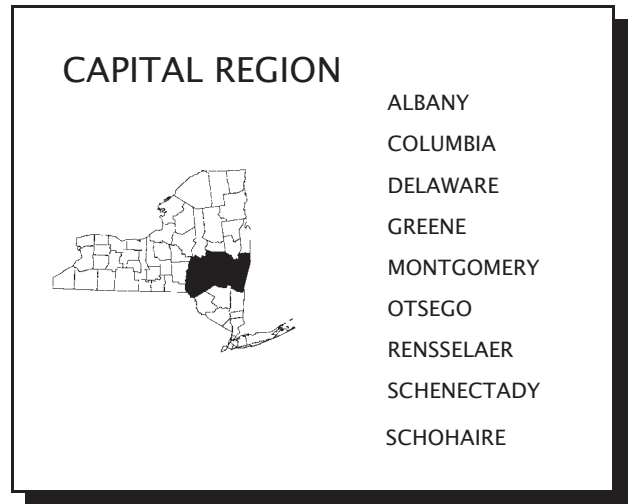 CAPITAL REGION
ALBANY
COLUMBIA
DELAWARE
GREENE
MONTGOMERY
OTSEGO
RENSSELAER
SCHENECTADY
SCHOHAIRE